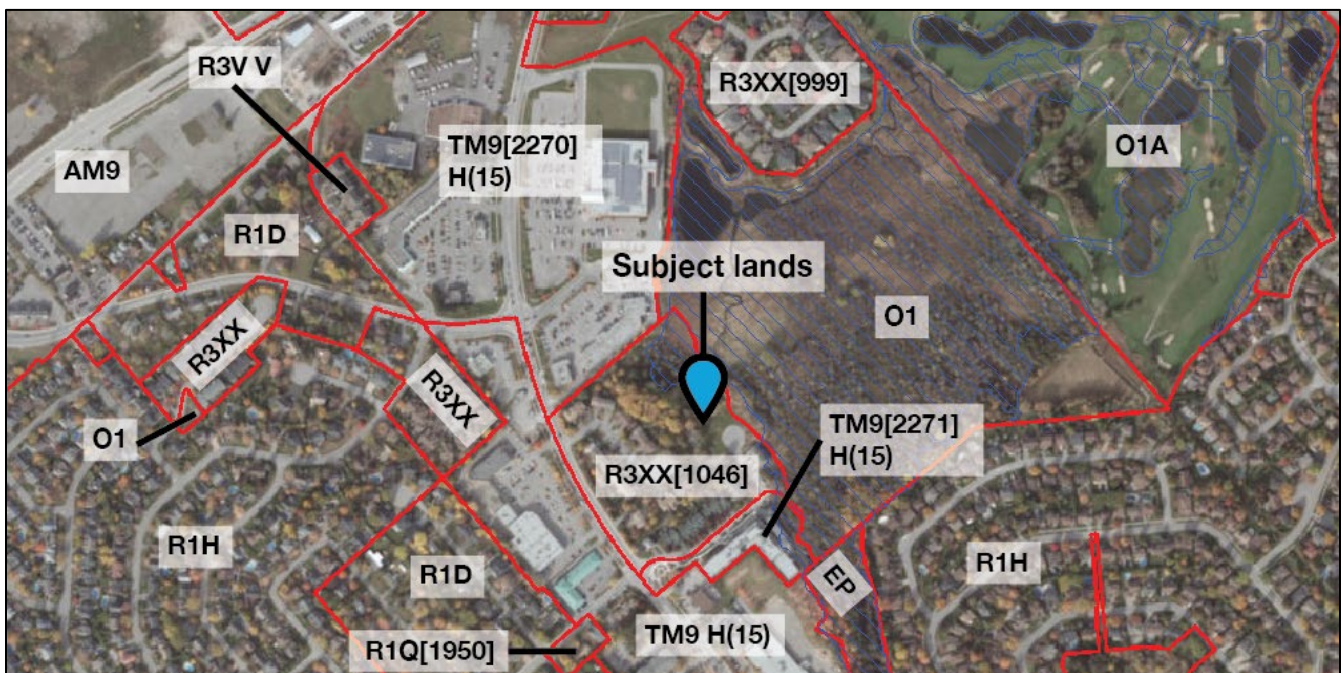 R3V V
R3XX[999]
AM9
TM9[2270]
H(15)
O1A
R1D
Subject lands
O1
R3XX
R3XX
O1
TM9[2271]
H(15)
R3XX[1046]
R1H
R1D
EP
R1H
R1Q[1950]
TM9 H(15)